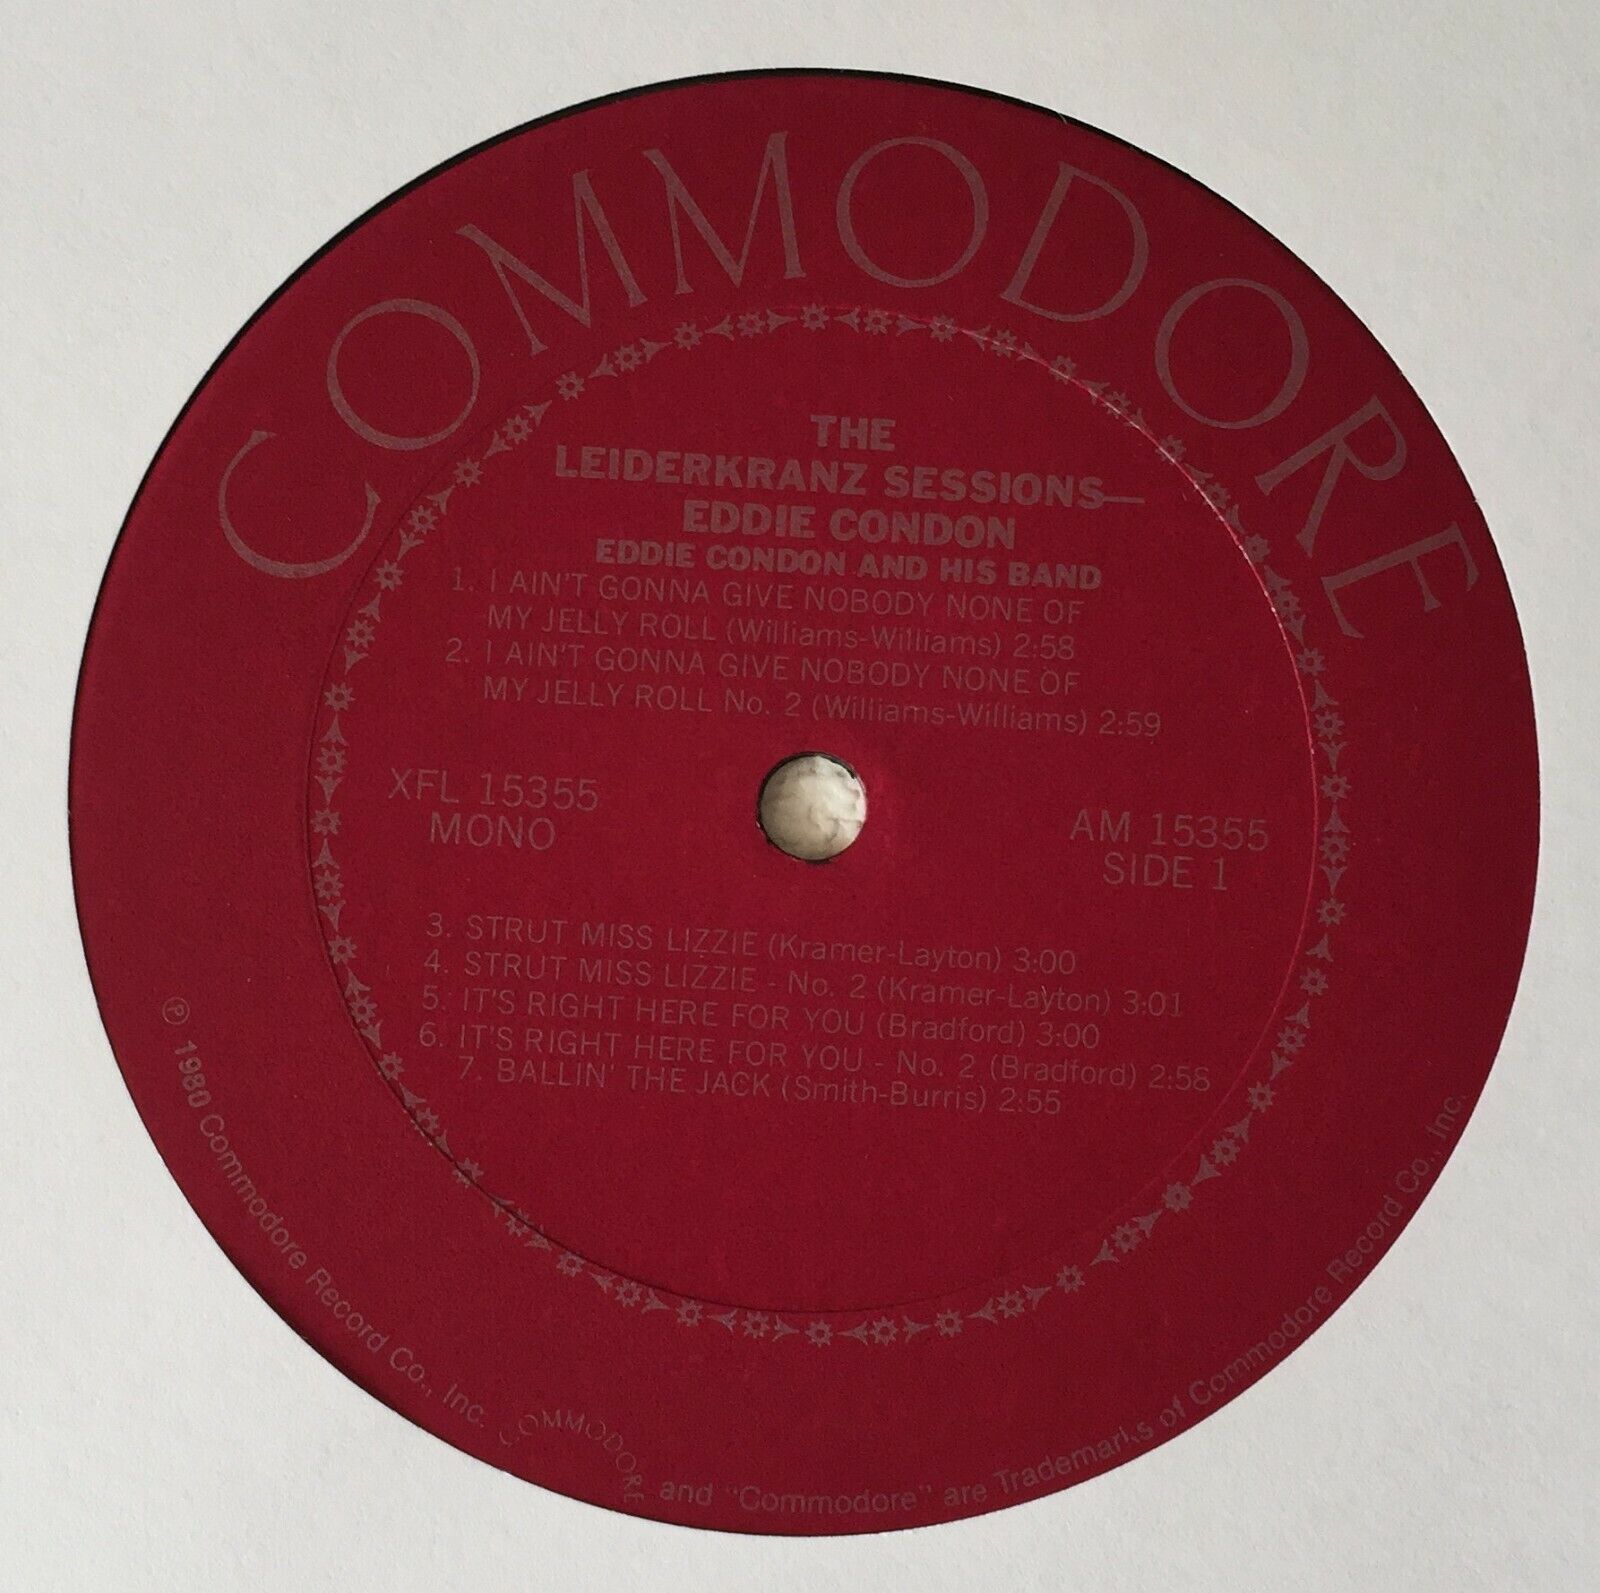 COMMODORE
THE
LEIDERKRANZ SESSIONS—
EDDIE CONDON
EDDIE CONDON AND HIS BAND
1. I AIN'T GONNA GIVE NOBODY NONE OF
MY JELLY ROLL (Williams-Williams) 2:58
2. I AIN'T GONNA GIVE NOBODY NONE OF
MY JELLY ROLL No. 2 (Williams-Williams) 2:59
XFL 15355
MONO
AM 15355
SIDE 1
3. STRUT MISS LIZZIE (Kramer-Layton) 3:00
4. STRUT MISS LIZZIE - No. 2 (Kramer-Layton) 3:01
5. IT'S RIGHT HERE FOR YOU (Bradford) 3:00
6. IT'S RIGHT HERE FOR YOU - No. 2 (Bradford) 2:58
7. BALLIN' THE JACK (Smith-Burris) 2:55
℗ 1980 Commodore Record Co., Inc. COMMODORE and "Commodore" are Trademarks of Commodore Record Co., Inc.